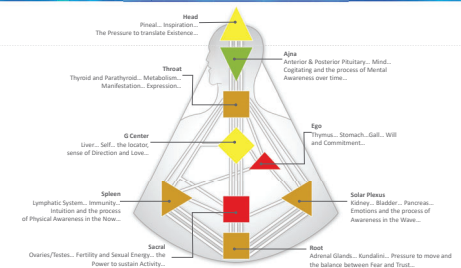 Head
Pineal... Inspiration...
The Pressure to translate Existence...
Ajna
Anterior & Posterior Pituitary... Mind...
Cogitating and the process of Mental
Awareness over time...
Throat
Thyroid and Parathyroid... Metabolism...
Manifestation... Expression...
Ego
Thymus... Stomach...Gall... Will
and Commitment...
G Center
Liver... Self... the locator,
sense of Direction and Love...
Spleen
Lymphatic System... Immunity...
Intuition and the process
of Physical Awareness in the Now...
Solar Plexus
Kidney... Bladder... Pancreas...
Emotions and the process of
Awareness in the Wave...
Sacral
Ovaries/Testes... Fertility and Sexual Energy... the
Power to sustain Activity...
Root
Adrenal Glands... Kundalini... Pressure to move and
the balance between Fear and Trust...